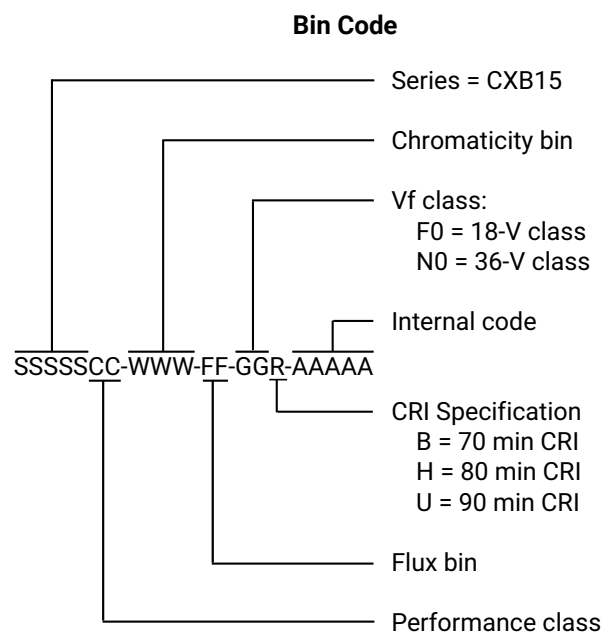 Bin Code
Series = CXB15
Chromaticity bin
Vf class:
F0 = 18-V class
N0 = 36-V class
Internal code
SSSSSCC-WWW-FF-GGR-AAAAA
CRI Specification
B = 70 min CRI
H = 80 min CRI
U = 90 min CRI
Flux bin
Performance class